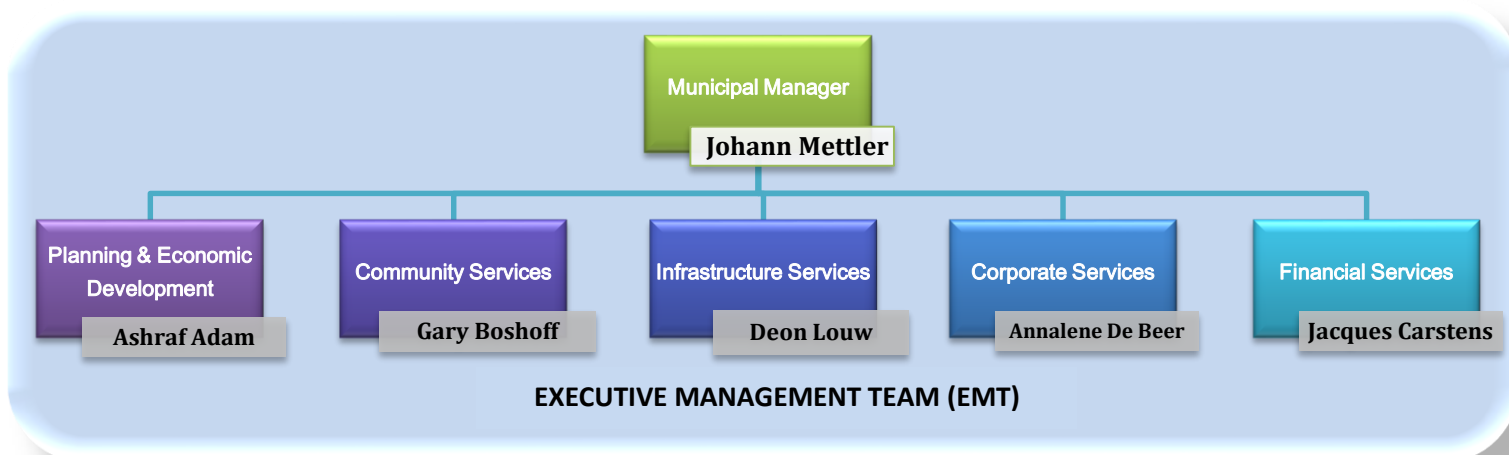 Municipal Manager
Johann Mettler
Planning & Economic
Development
Ashraf Adam
Community Services
Gary Boshoff
Infrastructure Services
Deon Louw
Corporate Services
Annalene De Beer
Financial Services
Jacques Carstens
EXECUTIVE MANAGEMENT TEAM (EMT)